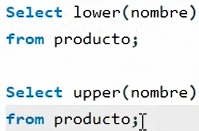 Select lower(nombre)
from producto;
Select upper(nombre)
from producto;